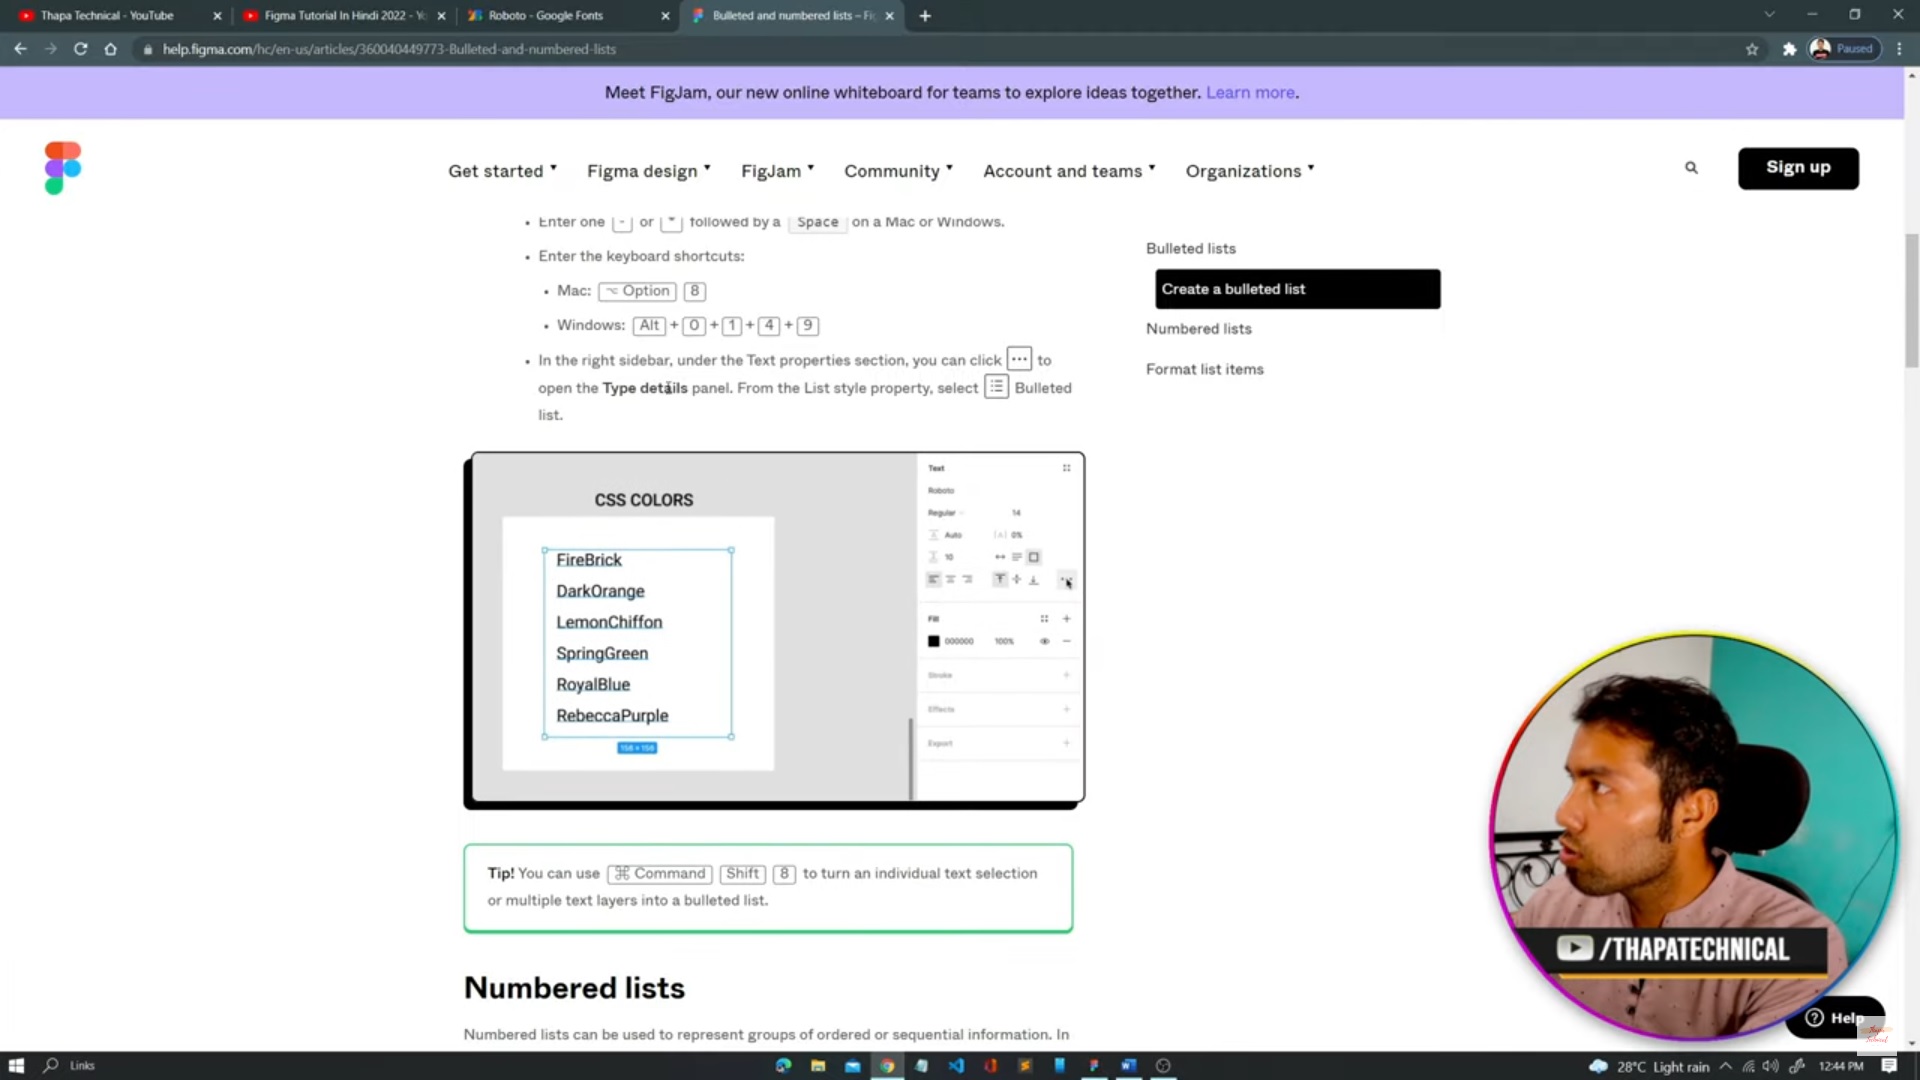 Thapa Technical - YouTube
Figma Tutorial In Hindi 2022 - Yo
Roboto - Google Fonts
Bulleted and numbered lists – Fi
help.figma.com/hc/en-us/articles/360040449773-Bulleted-and-numbered-lists
Paused
Meet FigJam, our new online whiteboard for teams to explore ideas together. Learn more.
Get started
Figma design
FigJam
Community
Account and teams
Organizations
Sign up
• Enter one - or * followed by a Space on a Mac or Windows.
• Enter the keyboard shortcuts:
• Mac: ⌥ Option 8
• Windows: Alt + 0 + 1 + 4 + 9
• In the right sidebar, under the Text properties section, you can click ··· to
open the Type details panel. From the List style property, select Bulleted
list.
Bulleted lists
Create a bulleted list
Numbered lists
Format list items
CSS COLORS
FireBrick
DarkOrange
LemonChiffon
SpringGreen
RoyalBlue
RebeccaPurple
156 × 156
Text
Roboto
Regular 14
Auto |A| 0%
10
Fill
000000 100%
Stroke
Effects
Export
Tip! You can use ⌘ Command Shift 8 to turn an individual text selection
or multiple text layers into a bulleted list.
Numbered lists
Numbered lists can be used to represent groups of ordered or sequential information. In
/THAPATECHNICAL
Help
Links
28°C Light rain
12:44 PM